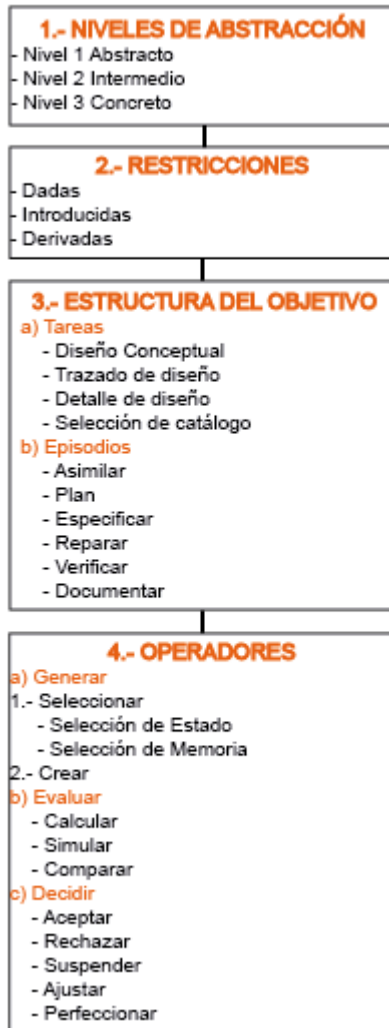 1.- NIVELES DE ABSTRACCIÓN
- Nivel 1 Abstracto
- Nivel 2 Intermedio
- Nivel 3 Concreto
2.- RESTRICCIONES
- Dadas
- Introducidas
- Derivadas
3.- ESTRUCTURA DEL OBJETIVO
a) Tareas
- Diseño Conceptual
- Trazado de diseño
- Detalle de diseño
- Selección de catálogo
b) Episodios
- Asimilar
- Plan
- Especificar
- Reparar
- Verificar
- Documentar
4.- OPERADORES
a) Generar
1.- Seleccionar
- Selección de Estado
- Selección de Memoria
2.- Crear
b) Evaluar
- Calcular
- Simular
- Comparar
c) Decidir
- Aceptar
- Rechazar
- Suspender
- Ajustar
- Perfeccionar